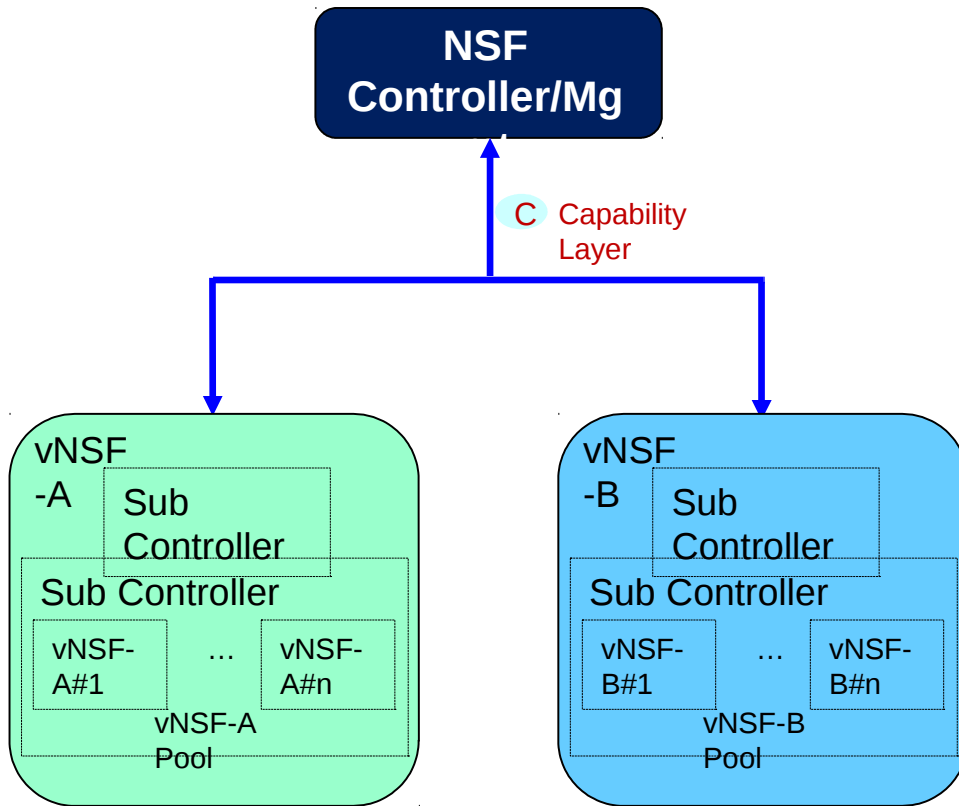 NSF
Controller/Mg
C Capability
Layer
vNSF
-A
Sub
Controller
Sub Controller
vNSF-
A#1
…
vNSF-
A#n
vNSF-A
Pool
vNSF
-B
Sub
Controller
Sub Controller
vNSF-
B#1
…
vNSF-
B#n
vNSF-B
Pool